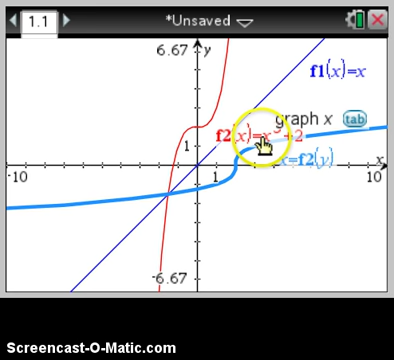 1.1
*Unsaved
6.67
y
f1(x)=x
graph x tab
f2(x)=x³+2
1
x=f2(y)
x
-10
1
10
-6.67
Screencast-O-Matic.com